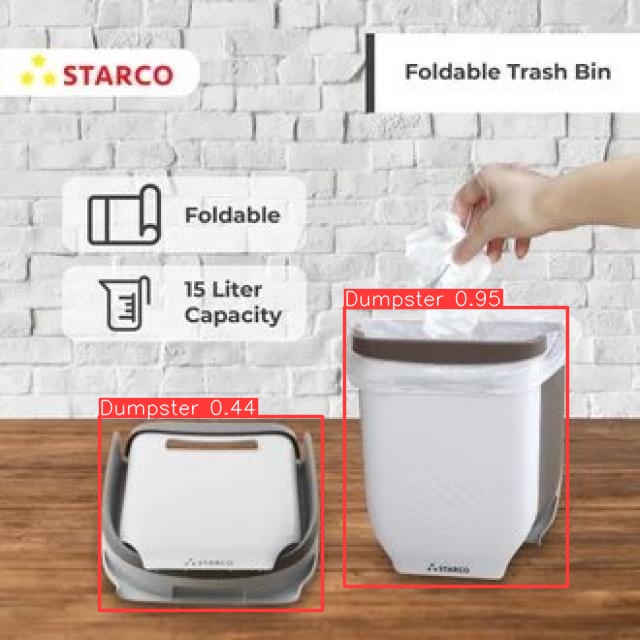 STARCO
Foldable Trash Bin
Foldable
15 Liter
Capacity
Dumpster 0.95
Dumpster 0.44
STARCO
STARCO